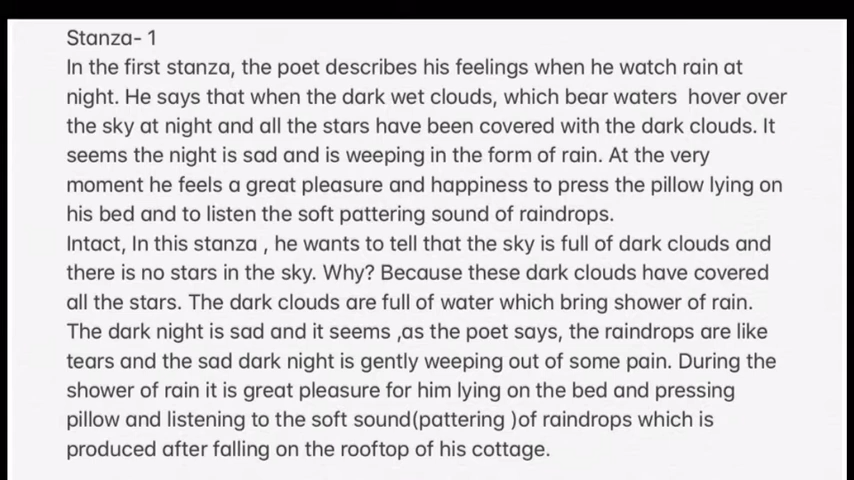 Stanza- 1
In the first stanza, the poet describes his feelings when he watch rain at
night. He says that when the dark wet clouds, which bear waters  hover over
the sky at night and all the stars have been covered with the dark clouds. It
seems the night is sad and is weeping in the form of rain. At the very
moment he feels a great pleasure and happiness to press the pillow lying on
his bed and to listen the soft pattering sound of raindrops.
Intact, In this stanza , he wants to tell that the sky is full of dark clouds and
there is no stars in the sky. Why? Because these dark clouds have covered
all the stars. The dark clouds are full of water which bring shower of rain.
The dark night is sad and it seems ,as the poet says, the raindrops are like
tears and the sad dark night is gently weeping out of some pain. During the
shower of rain it is great pleasure for him lying on the bed and pressing
pillow and listening to the soft sound(pattering )of raindrops which is
produced after falling on the rooftop of his cottage.